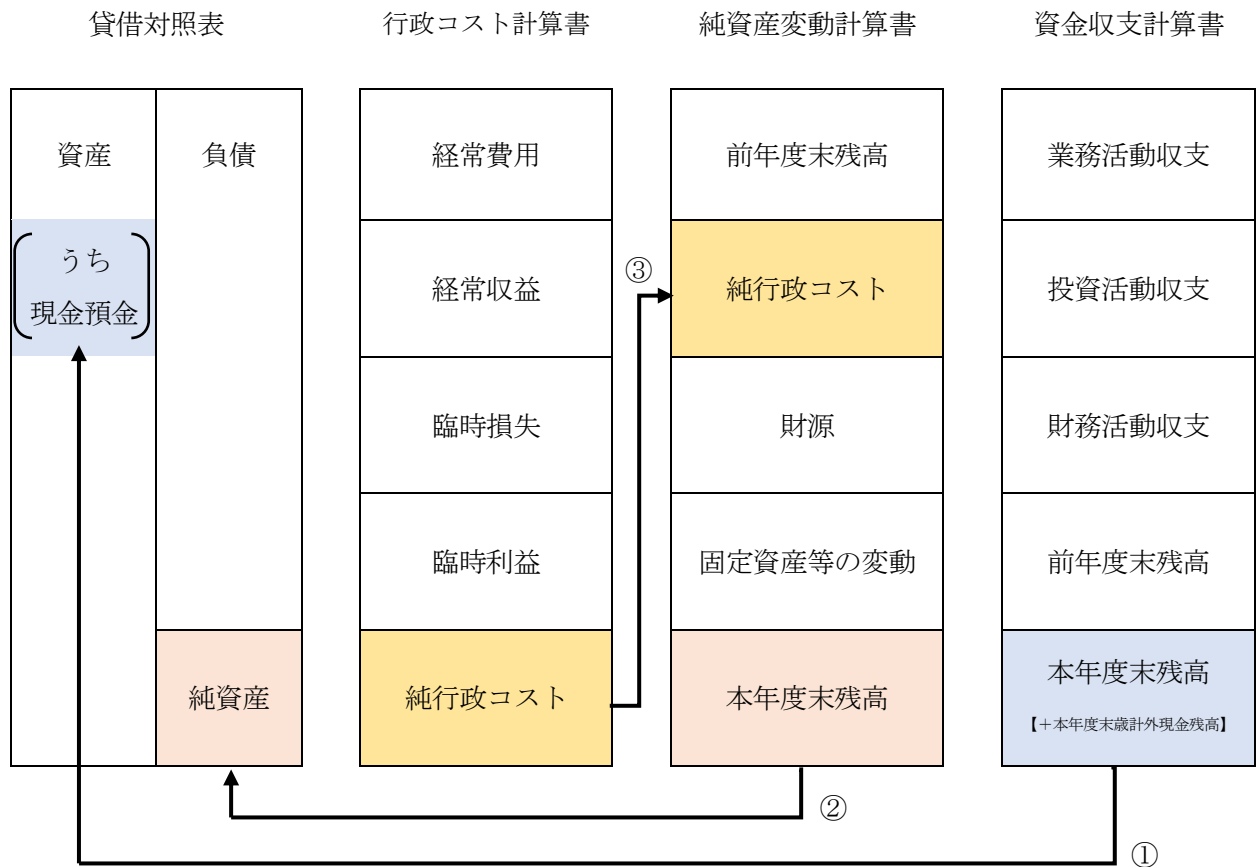 貸借対照表
行政コスト計算書
純資産変動計算書
資金収支計算書
資産
負債
経常費用
前年度末残高
業務活動収支
うち
現金預金
経常収益
③
純行政コスト
投資活動収支
臨時損失
財源
財務活動収支
臨時利益
固定資産等の変動
前年度末残高
純資産
純行政コスト
本年度末残高
本年度末残高
【+本年度末歳計外現金残高】
②
①